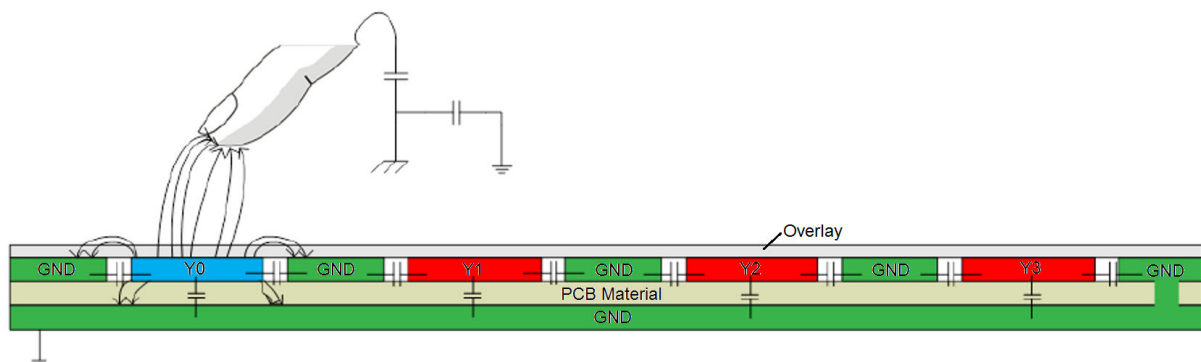 Overlay
GND Y0 GND Y1 GND Y2 GND Y3 GND
PCB Material
GND